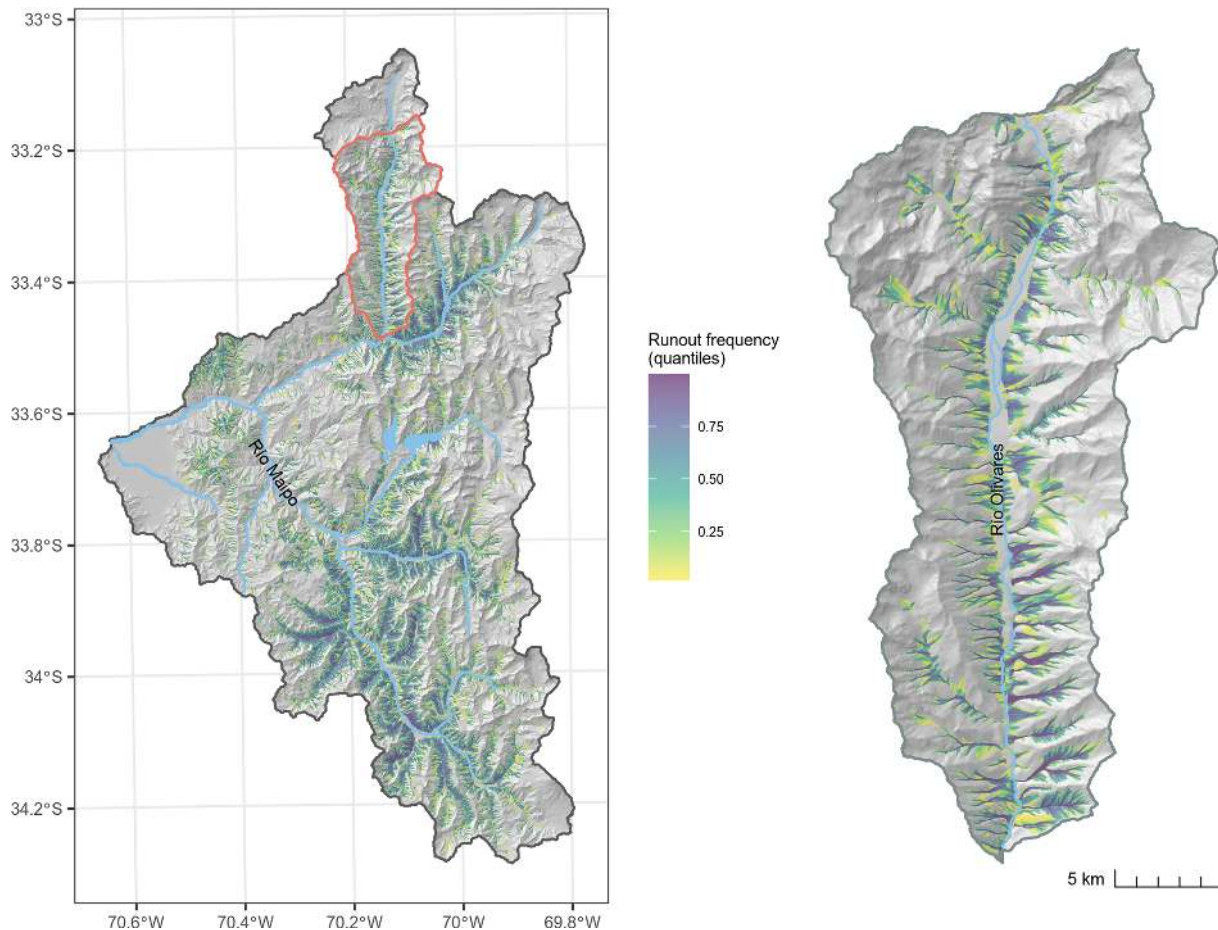 33°S
33.2°S
33.4°S
33.6°S
33.8°S
34°S
34.2°S
70.6°W
70.4°W
70.2°W
70°W
69.8°W
Rio Maipo
Runout frequency
(quantiles)
0.75
0.50
0.25
Rio Olivares
5 km